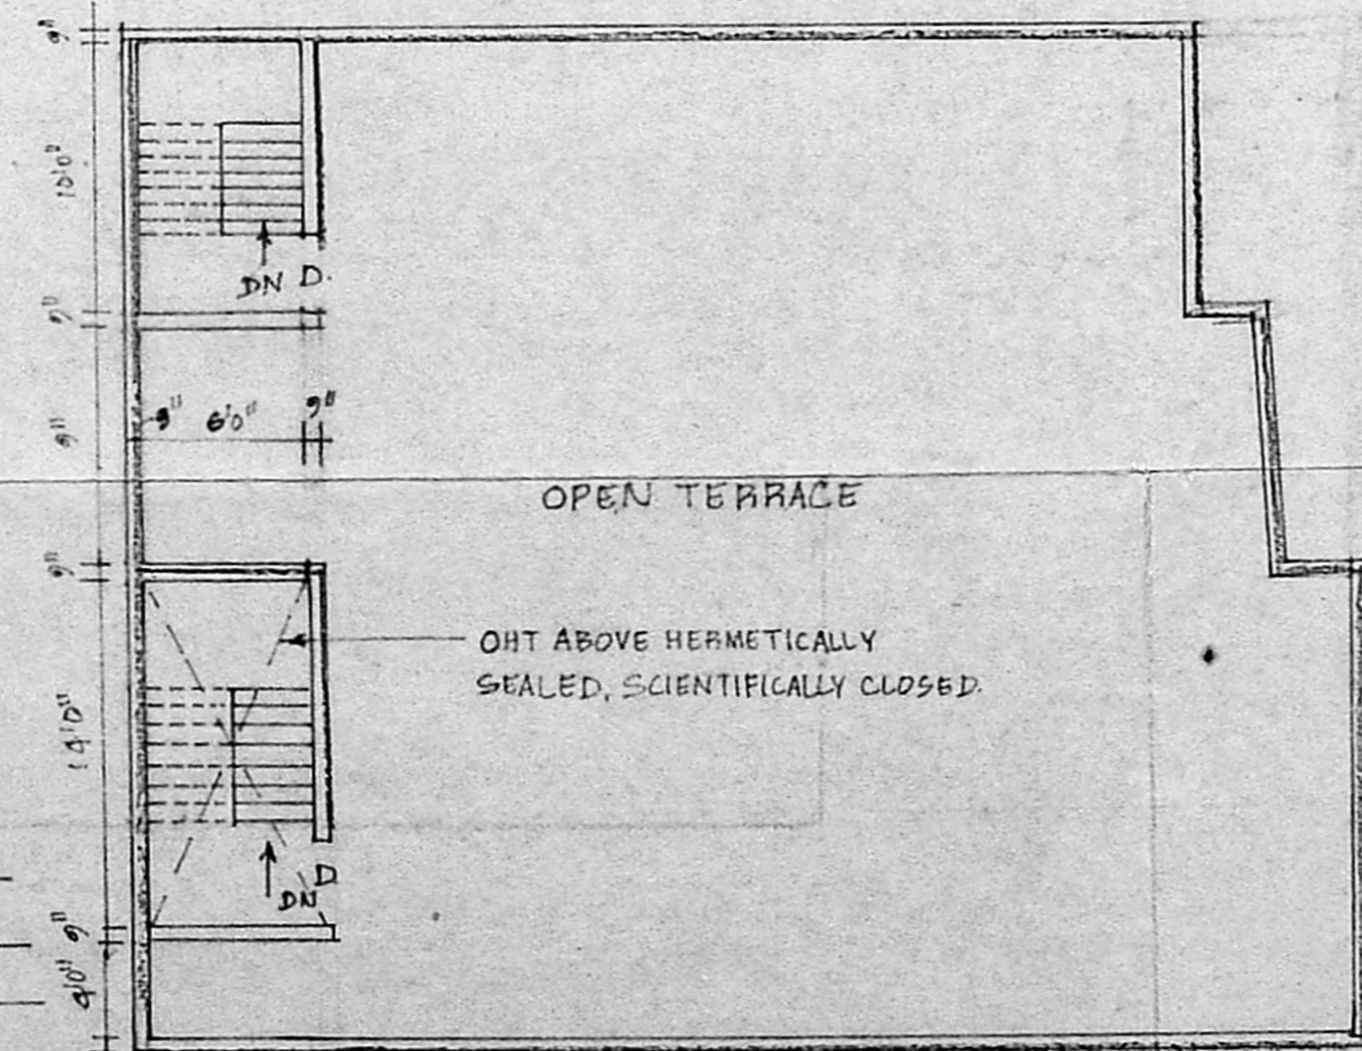 9"
10'0"
DN D.
9"
9" 6'0" 9"
9"
OPEN TERRACE
9"
OHT ABOVE HERMETICALLY
SEALED, SCIENTIFICALLY CLOSED.
14'0"
D
DN
9"
4'0"